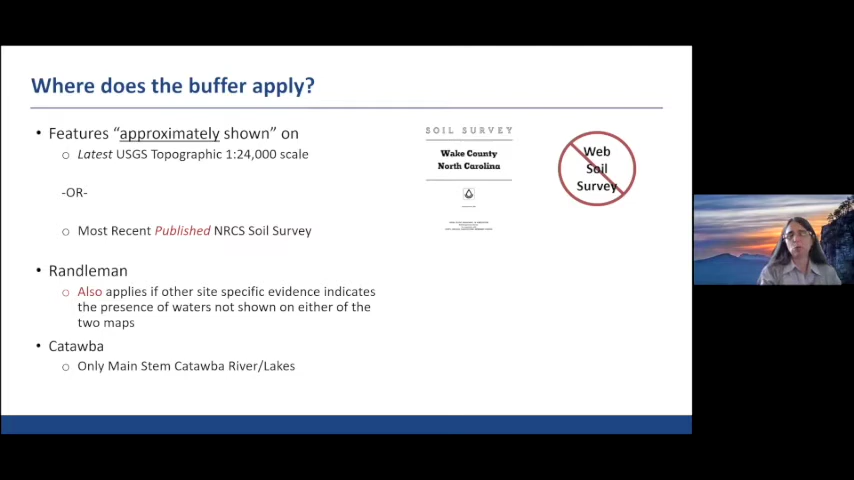 Where does the buffer apply?
• Features “approximately shown” on
o Latest USGS Topographic 1:24,000 scale
-OR-
o Most Recent Published NRCS Soil Survey
• Randleman
o Also applies if other site specific evidence indicates
the presence of waters not shown on either of the
two maps
• Catawba
o Only Main Stem Catawba River/Lakes
SOIL SURVEY
Wake County
North Carolina
Web
Soil
Survey